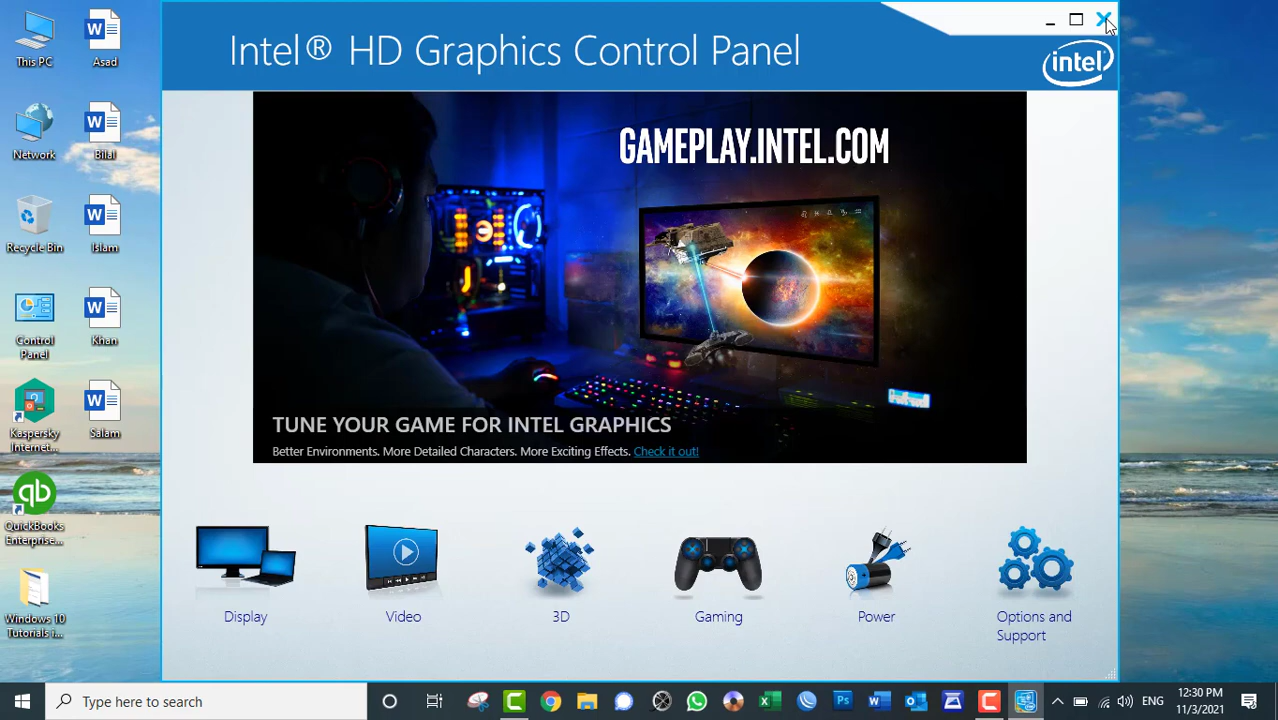 This PC
Asad
Network
Bilal
Recycle Bin
Islam
Control
Panel
Khan
Kaspersky
Internet...
Salam
QuickBooks
Enterprise...
Windows 10
Tutorials i...
Intel® HD Graphics Control Panel
intel
GAMEPLAY.INTEL.COM
TUNE YOUR GAME FOR INTEL GRAPHICS
Better Environments. More Detailed Characters. More Exciting Effects. Check it out!
Display
Video
3D
Gaming
Power
Options and
Support
Type here to search
ENG
12:30 PM
11/3/2021